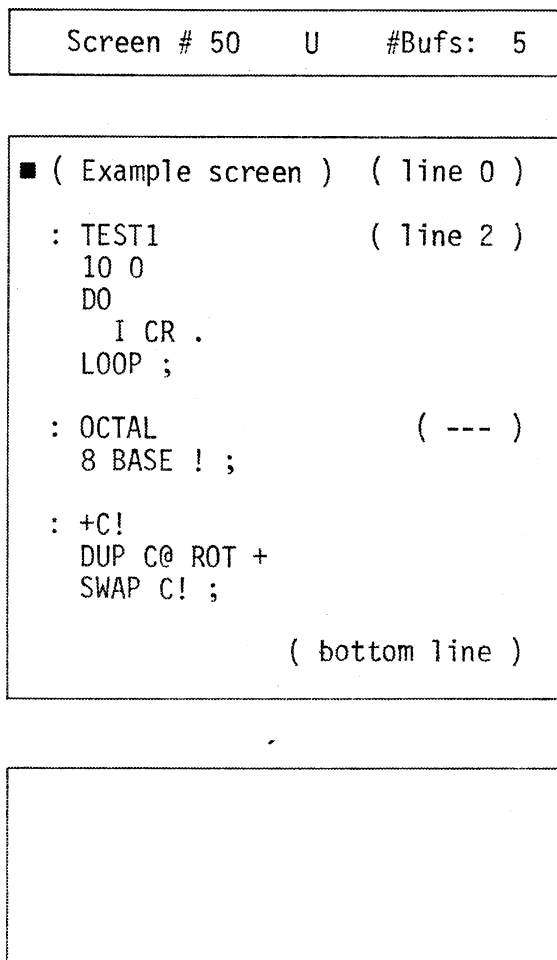 Screen # 50 U #Bufs: 5
( Example screen ) ( line 0 )
: TEST1 ( line 2 )
10 0
DO
I CR .
LOOP ;
: OCTAL ( --- )
8 BASE ! ;
: +C!
DUP C@ ROT +
SWAP C! ;
( bottom line )